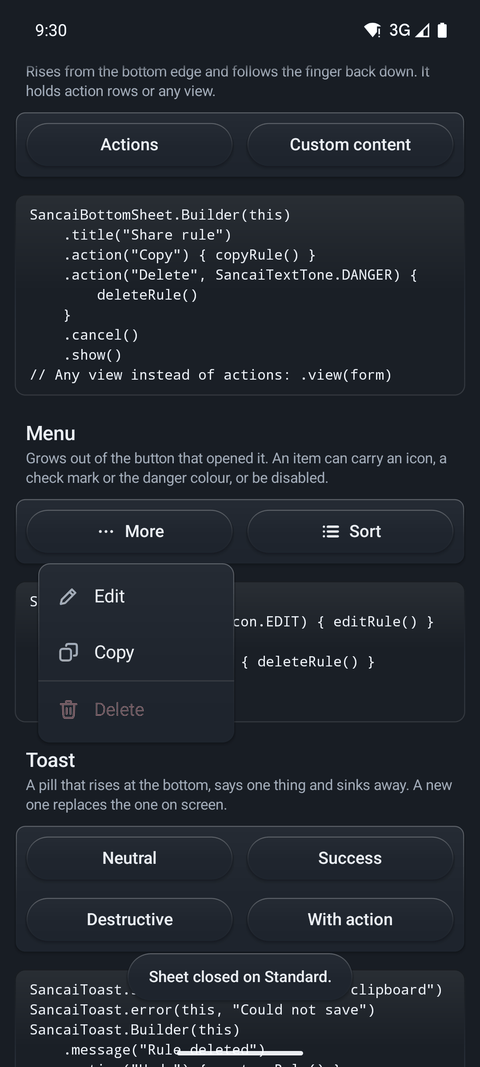 9:30
3G
Rises from the bottom edge and follows the finger back down. It
holds action rows or any view.
Actions
Custom content
SancaiBottomSheet.Builder(this)
.title("Share rule")
.action("Copy") { copyRule() }
.action("Delete", SancaiTextTone.DANGER) {
deleteRule()
}
.cancel()
.show()
// Any view instead of actions: .view(form)
Menu
Grows out of the button that opened it. An item can carry an icon, a
check mark or the danger colour, or be disabled.
More
Sort
con.EDIT) { editRule() }
{ deleteRule() }
Edit
Copy
Delete
Toast
A pill that rises at the bottom, says one thing and sinks away. A new
one replaces the one on screen.
Neutral
Success
Destructive
With action
Sheet closed on Standard.
SancaiToast. clipboard")
SancaiToast.error(this, "Could not save")
SancaiToast.Builder(this)
.message("Rule deleted")